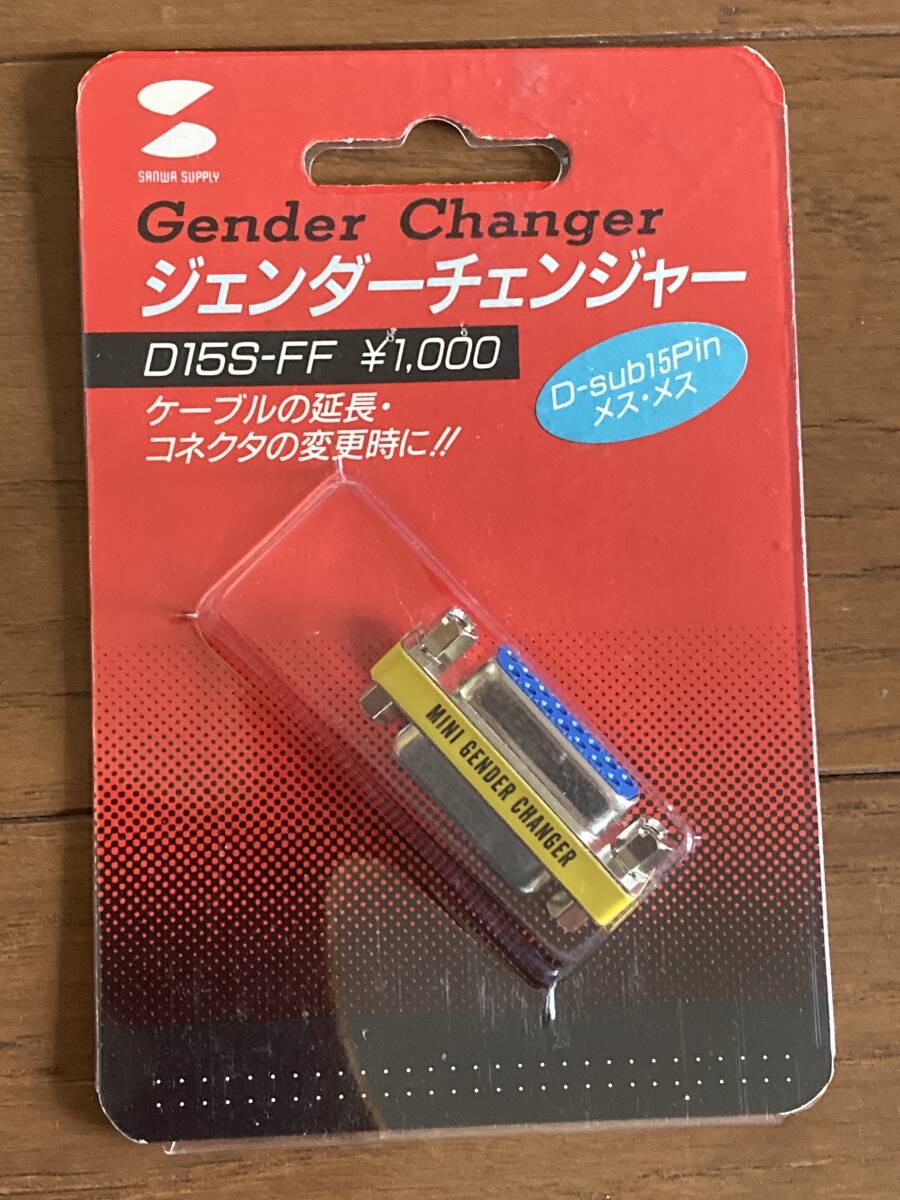 SANWA SUPPLY
Gender Changer
ジェンダーチェンジャー
D15S-FF ¥1,000
D-sub15Pin
メス・メス
ケーブルの延長・
コネクタの変更時に!!
MINI GENDER CHANGER